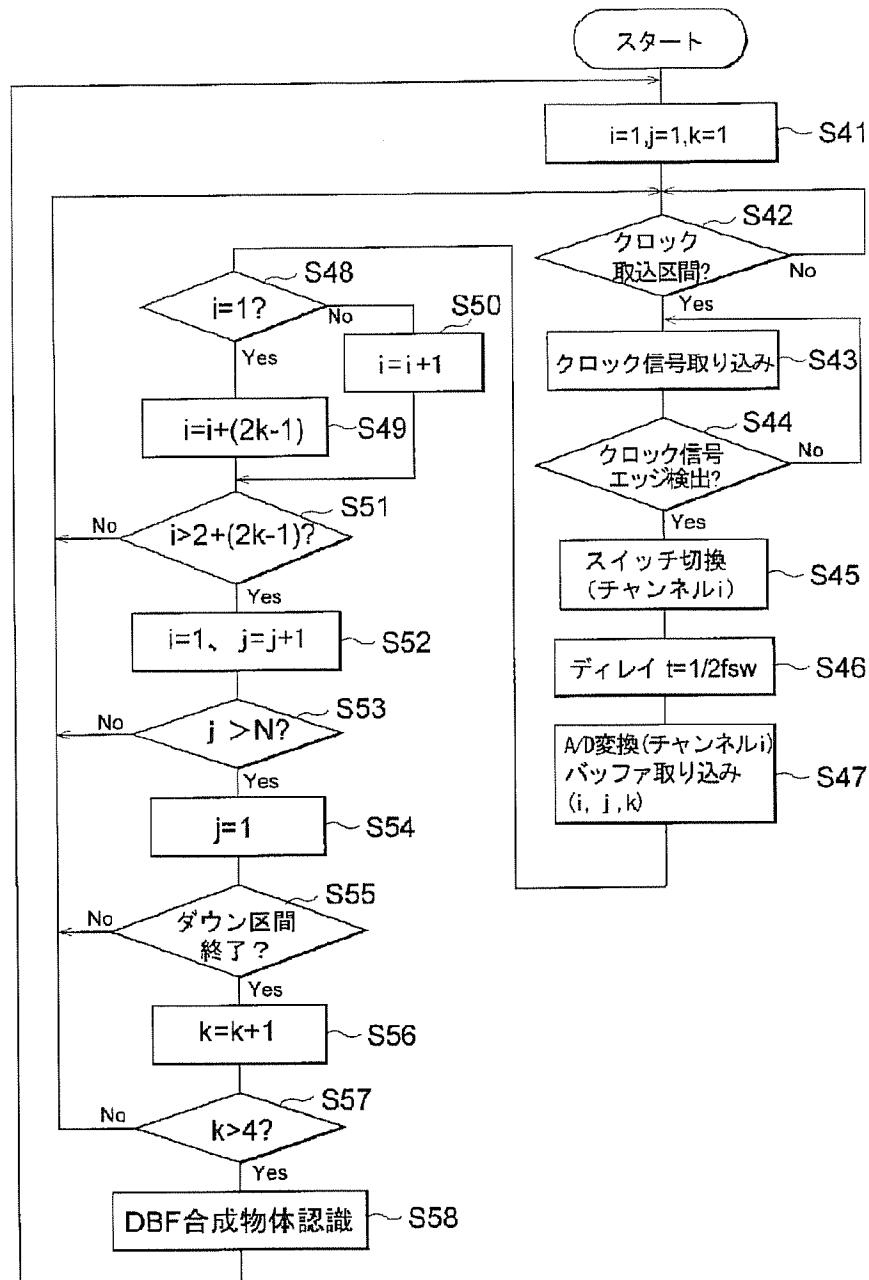 スタート
i=1,j=1,k=1
S41
S42
クロック
取込区間?
No
Yes
クロック信号取り込み
S43
S44
クロック信号
エッジ検出?
No
Yes
スイッチ切換
(チャンネルi)
S45
ディレイ t=1/2fsw
S46
A/D変換(チャンネルi)
バッファ取り込み
(i, j,k)
S47
S48
i=1?
No
Yes
S50
i=i+1
i=i+(2k-1)
S49
S51
i>2+(2k-1)?
No
Yes
i=1、 j=j+1
S52
S53
j >N?
No
Yes
j=1
S54
S55
ダウン区間
終了?
No
Yes
k=k+1
S56
S57
k>4?
No
Yes
DBF合成物体認識
S58